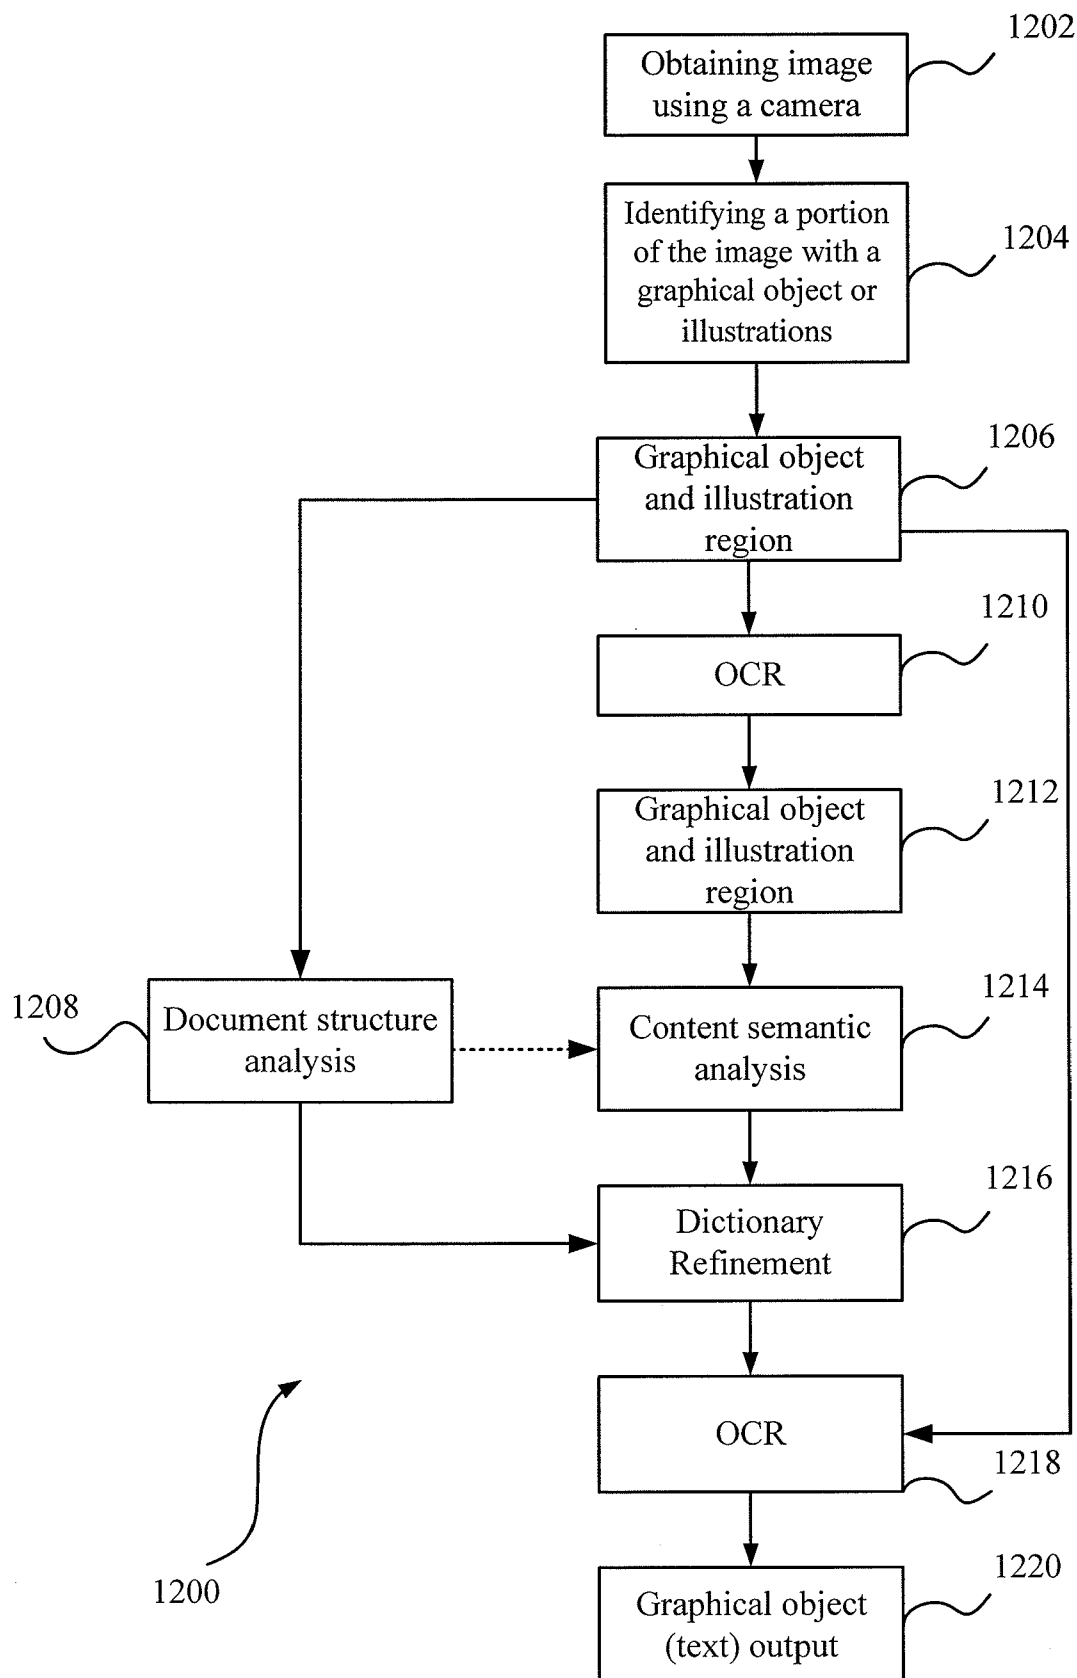 1202
Obtaining image
using a camera
Identifying a portion
of the image with a
graphical object or
illustrations
1204
1206
Graphical object
and illustration
region
1210
OCR
1212
Graphical object
and illustration
region
1208
Document structure
analysis
1214
Content semantic
analysis
1216
Dictionary
Refinement
OCR
1218
1200
1220
Graphical object
(text) output